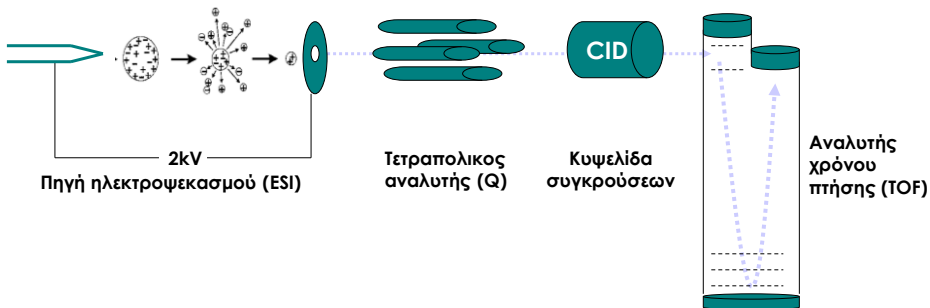 CID
2kV
Πηγή ηλεκτροψεκασμού (ESI)
Τετραπολικος
αναλυτής (Q)
Κυψελίδα
συγκρούσεων
Αναλυτής
χρόνου
πτήσης (TOF)